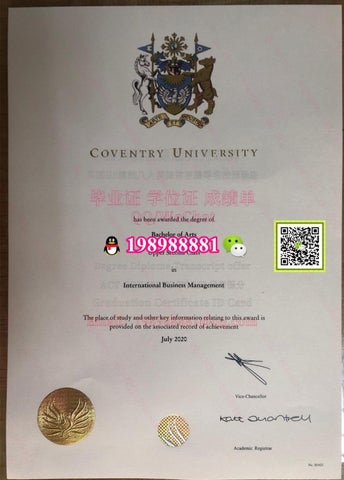 COVENTRY UNIVERSITY
毕业证 学位证 成绩单
QQ/WeChat
has been awarded the degree of
Bachelor of Arts
198988881
Upper Second Class
Degree Diploma Transcript offer
in
International Business Management
Graduation Certificate ID Card
The place of study and other key information relating to this award is
provided on the associated record of achievement
July 2020
Vice-Chancellor
Academic Registrar